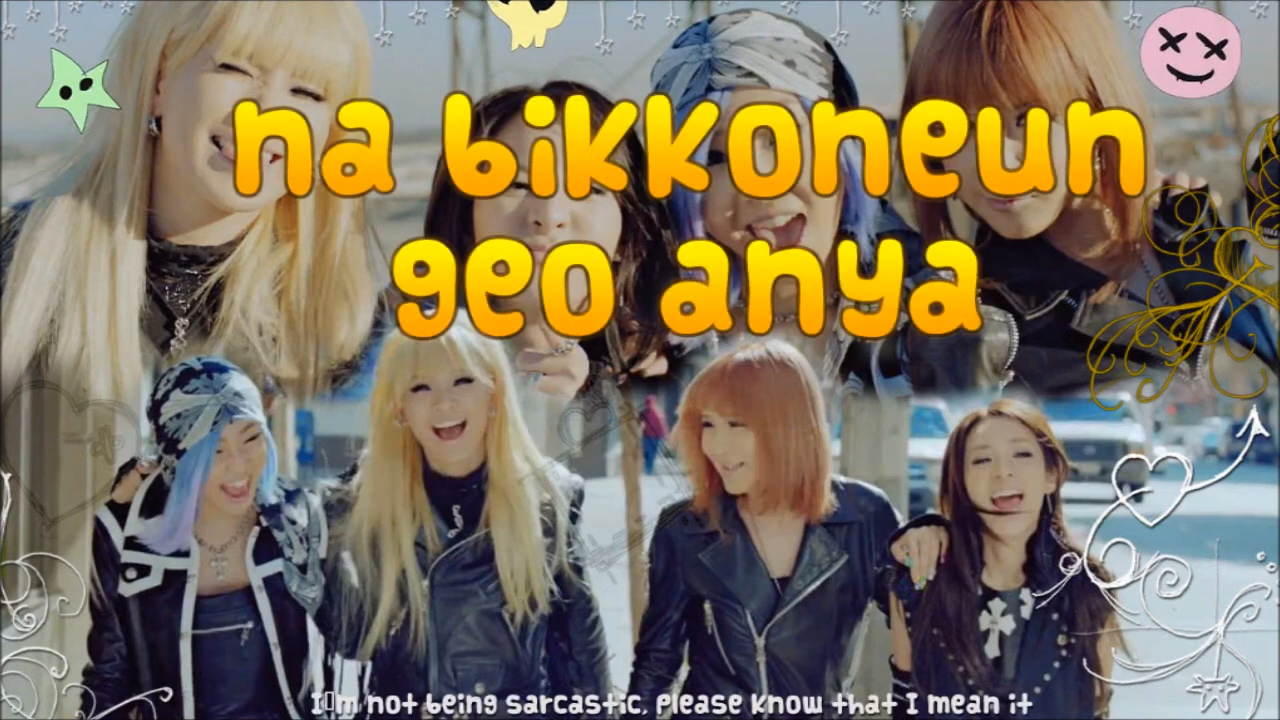 na bikkoneun
geo anya
I▯m not being sarcastic, please know that I mean it